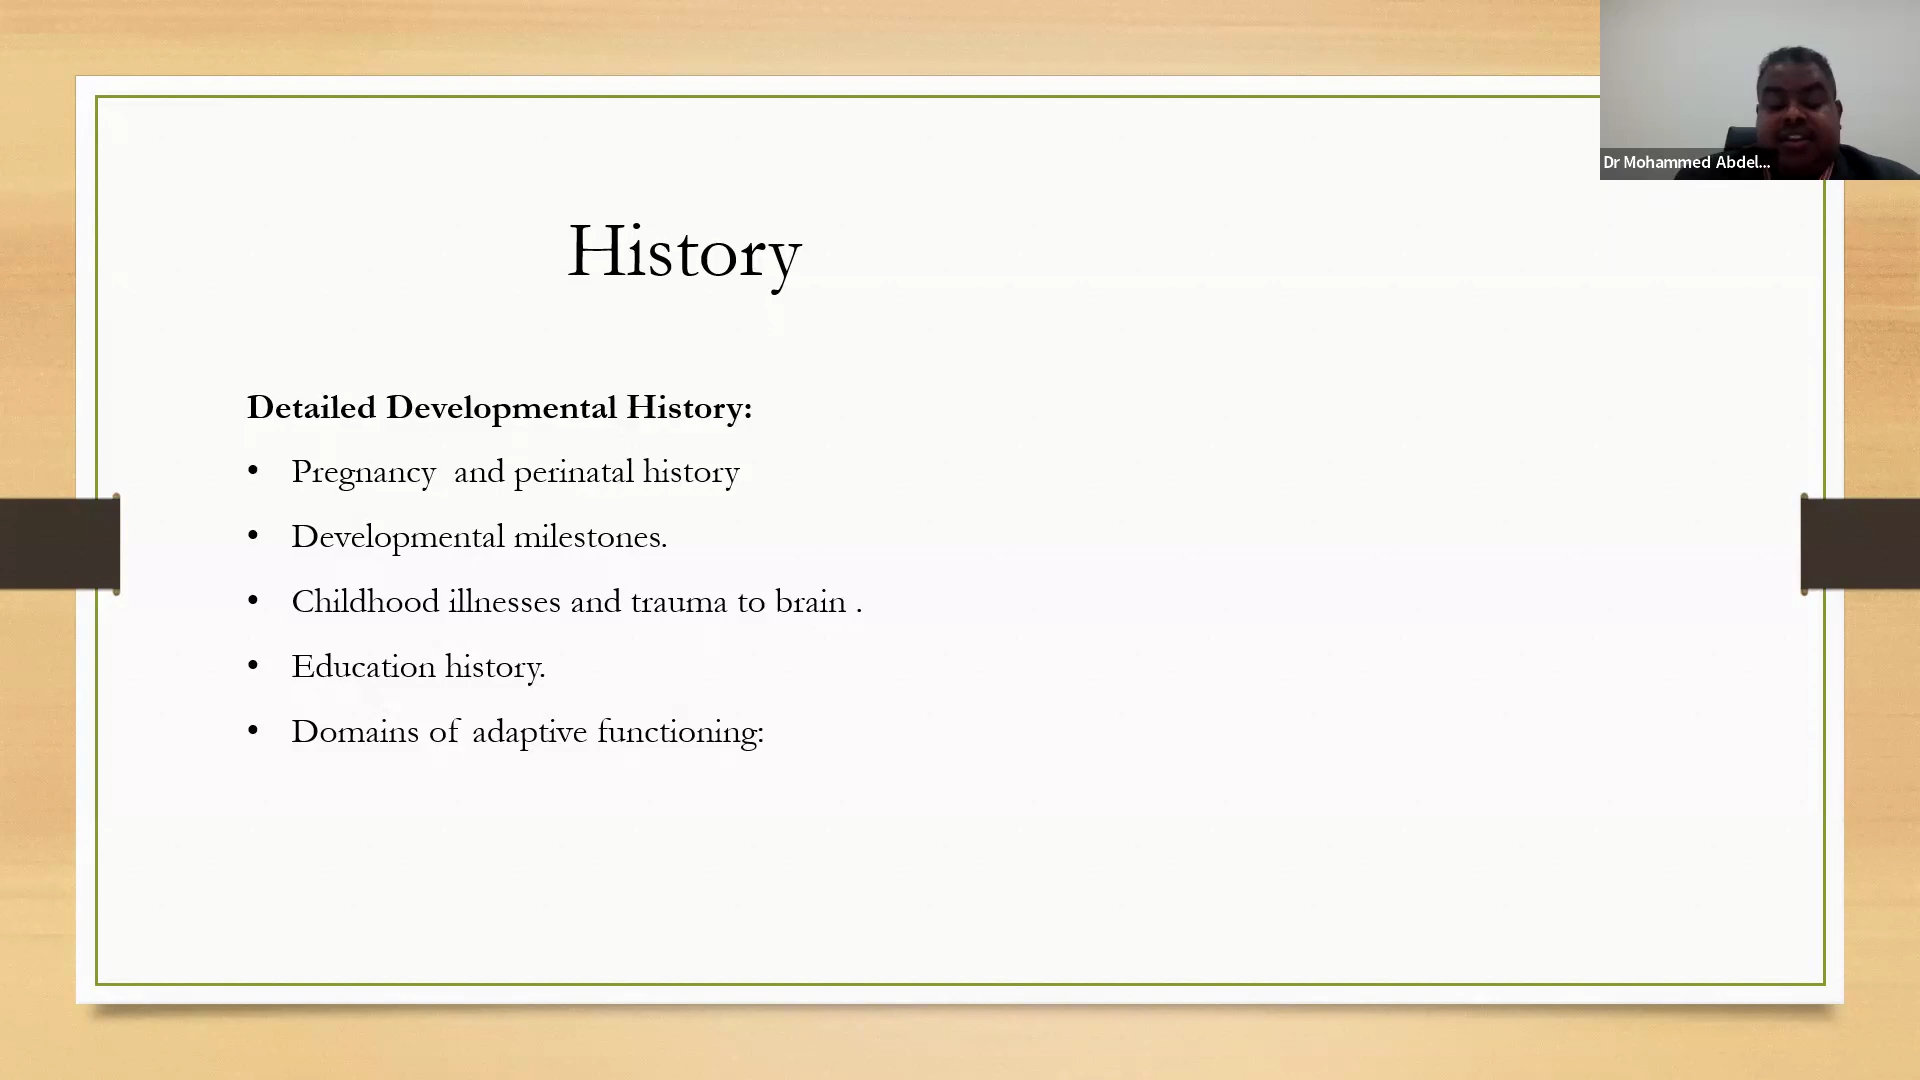 Dr Mohammed Abdel...
History
Detailed Developmental History:
• Pregnancy and perinatal history
• Developmental milestones.
• Childhood illnesses and trauma to brain .
• Education history.
• Domains of adaptive functioning: